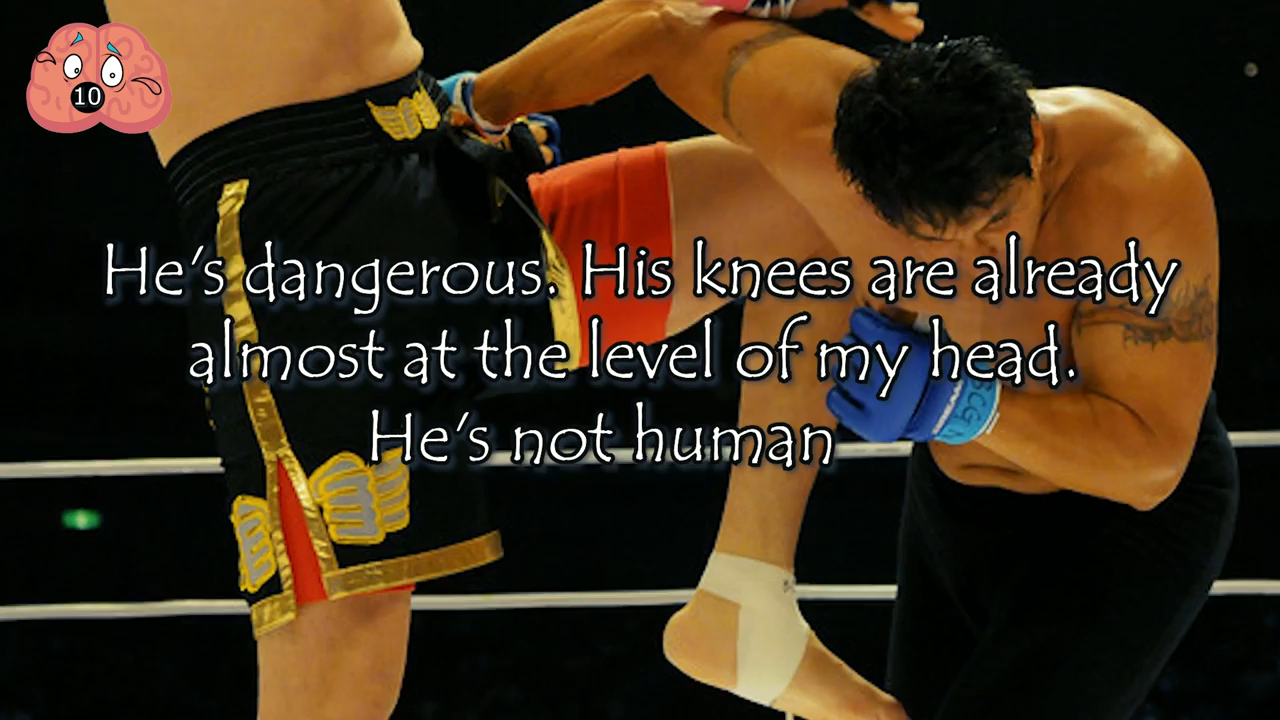 10
He's dangerous. His knees are already
almost at the level of my head.
He's not human